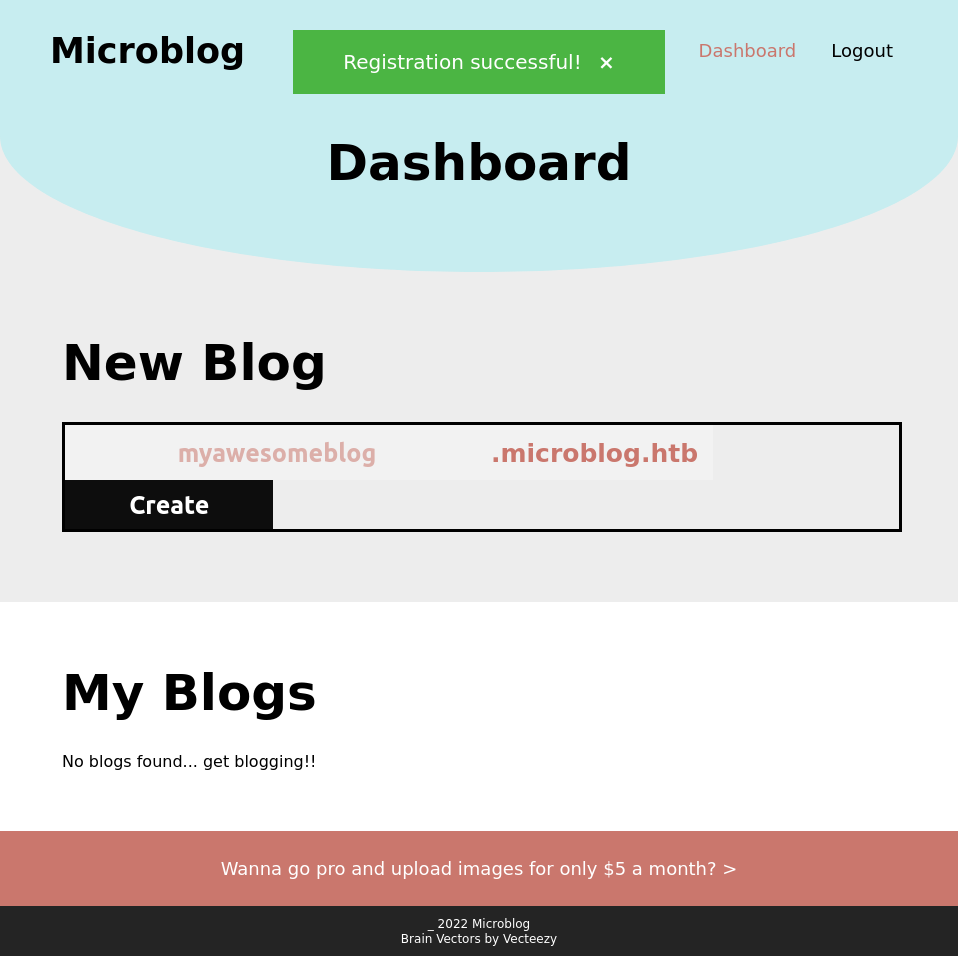 Microblog
Registration successful! ×
Dashboard
Logout
Dashboard
New Blog
myawesomeblog
.microblog.htb
Create
My Blogs
No blogs found... get blogging!!
Wanna go pro and upload images for only $5 a month? >
_ 2022 Microblog
Brain Vectors by Vecteezy